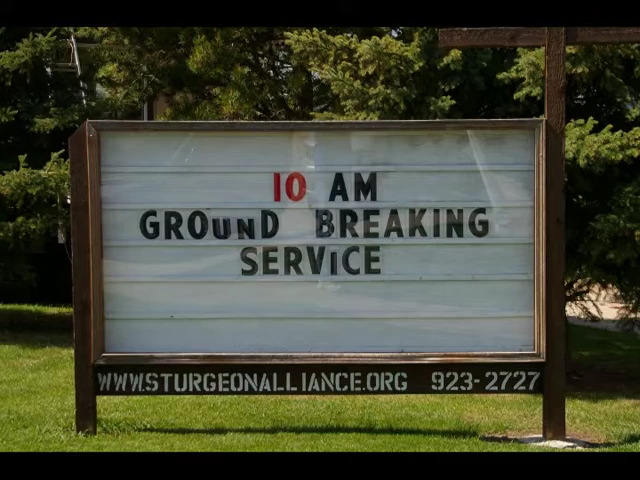 10 AM
GROunD BREAKING
SERViCE
WWW.STURGEONALLIANCE.ORG 923-2727